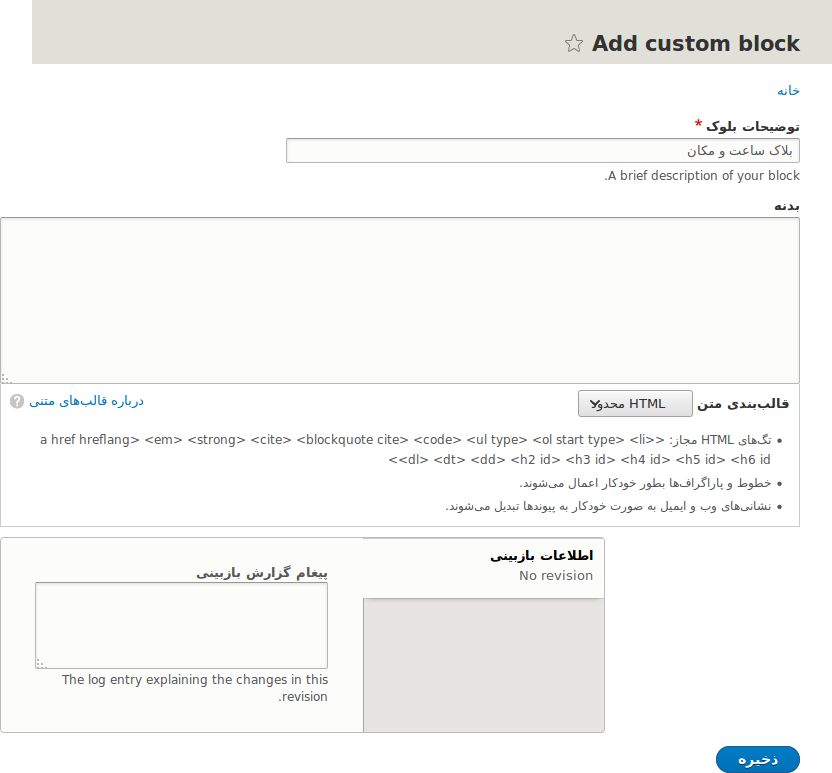 Add custom block
خانه
توضیحات بلوک *
بلاک ساعت و مکان
A brief description of your block.
بدنه
قالب‌بندی متن HTML محدود درباره قالب‌های متنی ?
تگ‌های HTML مجاز: <a href hreflang> <em> <strong> <cite> <blockquote cite> <code> <ul type> <ol start type> <li>
<dl> <dt> <dd> <h2 id> <h3 id> <h4 id> <h5 id> <h6 id>
خطوط و پاراگراف‌ها بطور خودکار اعمال می‌شوند.
نشانی‌های وب و ایمیل به صورت خودکار به پیوندها تبدیل می‌شوند.
اطلاعات بازبینی
No revision
پیغام گزارش بازبینی
The log entry explaining the changes in this
revision.
ذخیره